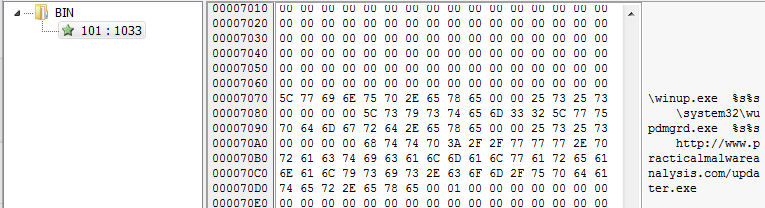 BIN
101 : 1033
00007010 00 00 00 00 00 00 00 00 00 00 00 00 00 00
00007020 00 00 00 00 00 00 00 00 00 00 00 00 00 00
00007030 00 00 00 00 00 00 00 00 00 00 00 00 00 00
00007040 00 00 00 00 00 00 00 00 00 00 00 00 00 00
00007050 00 00 00 00 00 00 00 00 00 00 00 00 00 00
00007060 00 00 00 00 00 00 00 00 00 00 00 00 00 00
00007070 5C 77 69 6E 75 70 2E 65 78 65 00 00 25 73 25 73 \winup.exe %s%s
00007080 00 00 00 00 5C 73 79 73 74 65 6D 33 32 5C 77 75 \system32\wu
00007090 70 64 6D 67 72 64 2E 65 78 65 00 00 25 73 25 73 pdmgrd.exe %s%s
000070A0 00 00 00 00 68 74 74 70 3A 2F 2F 77 77 77 2E 70 http://www.p
000070B0 72 61 63 74 69 63 61 6C 6D 61 6C 77 61 72 65 61 racticalmalwarea
000070C0 6E 61 6C 79 73 69 73 2E 63 6F 6D 2F 75 70 64 61 nalysis.com/upda
000070D0 74 65 72 2E 65 78 65 00 01 00 00 00 00 00 00 00 ter.exe
000070E0 00 00 00 00 00 00 00 00 00 00 00 00 00 00 00 00